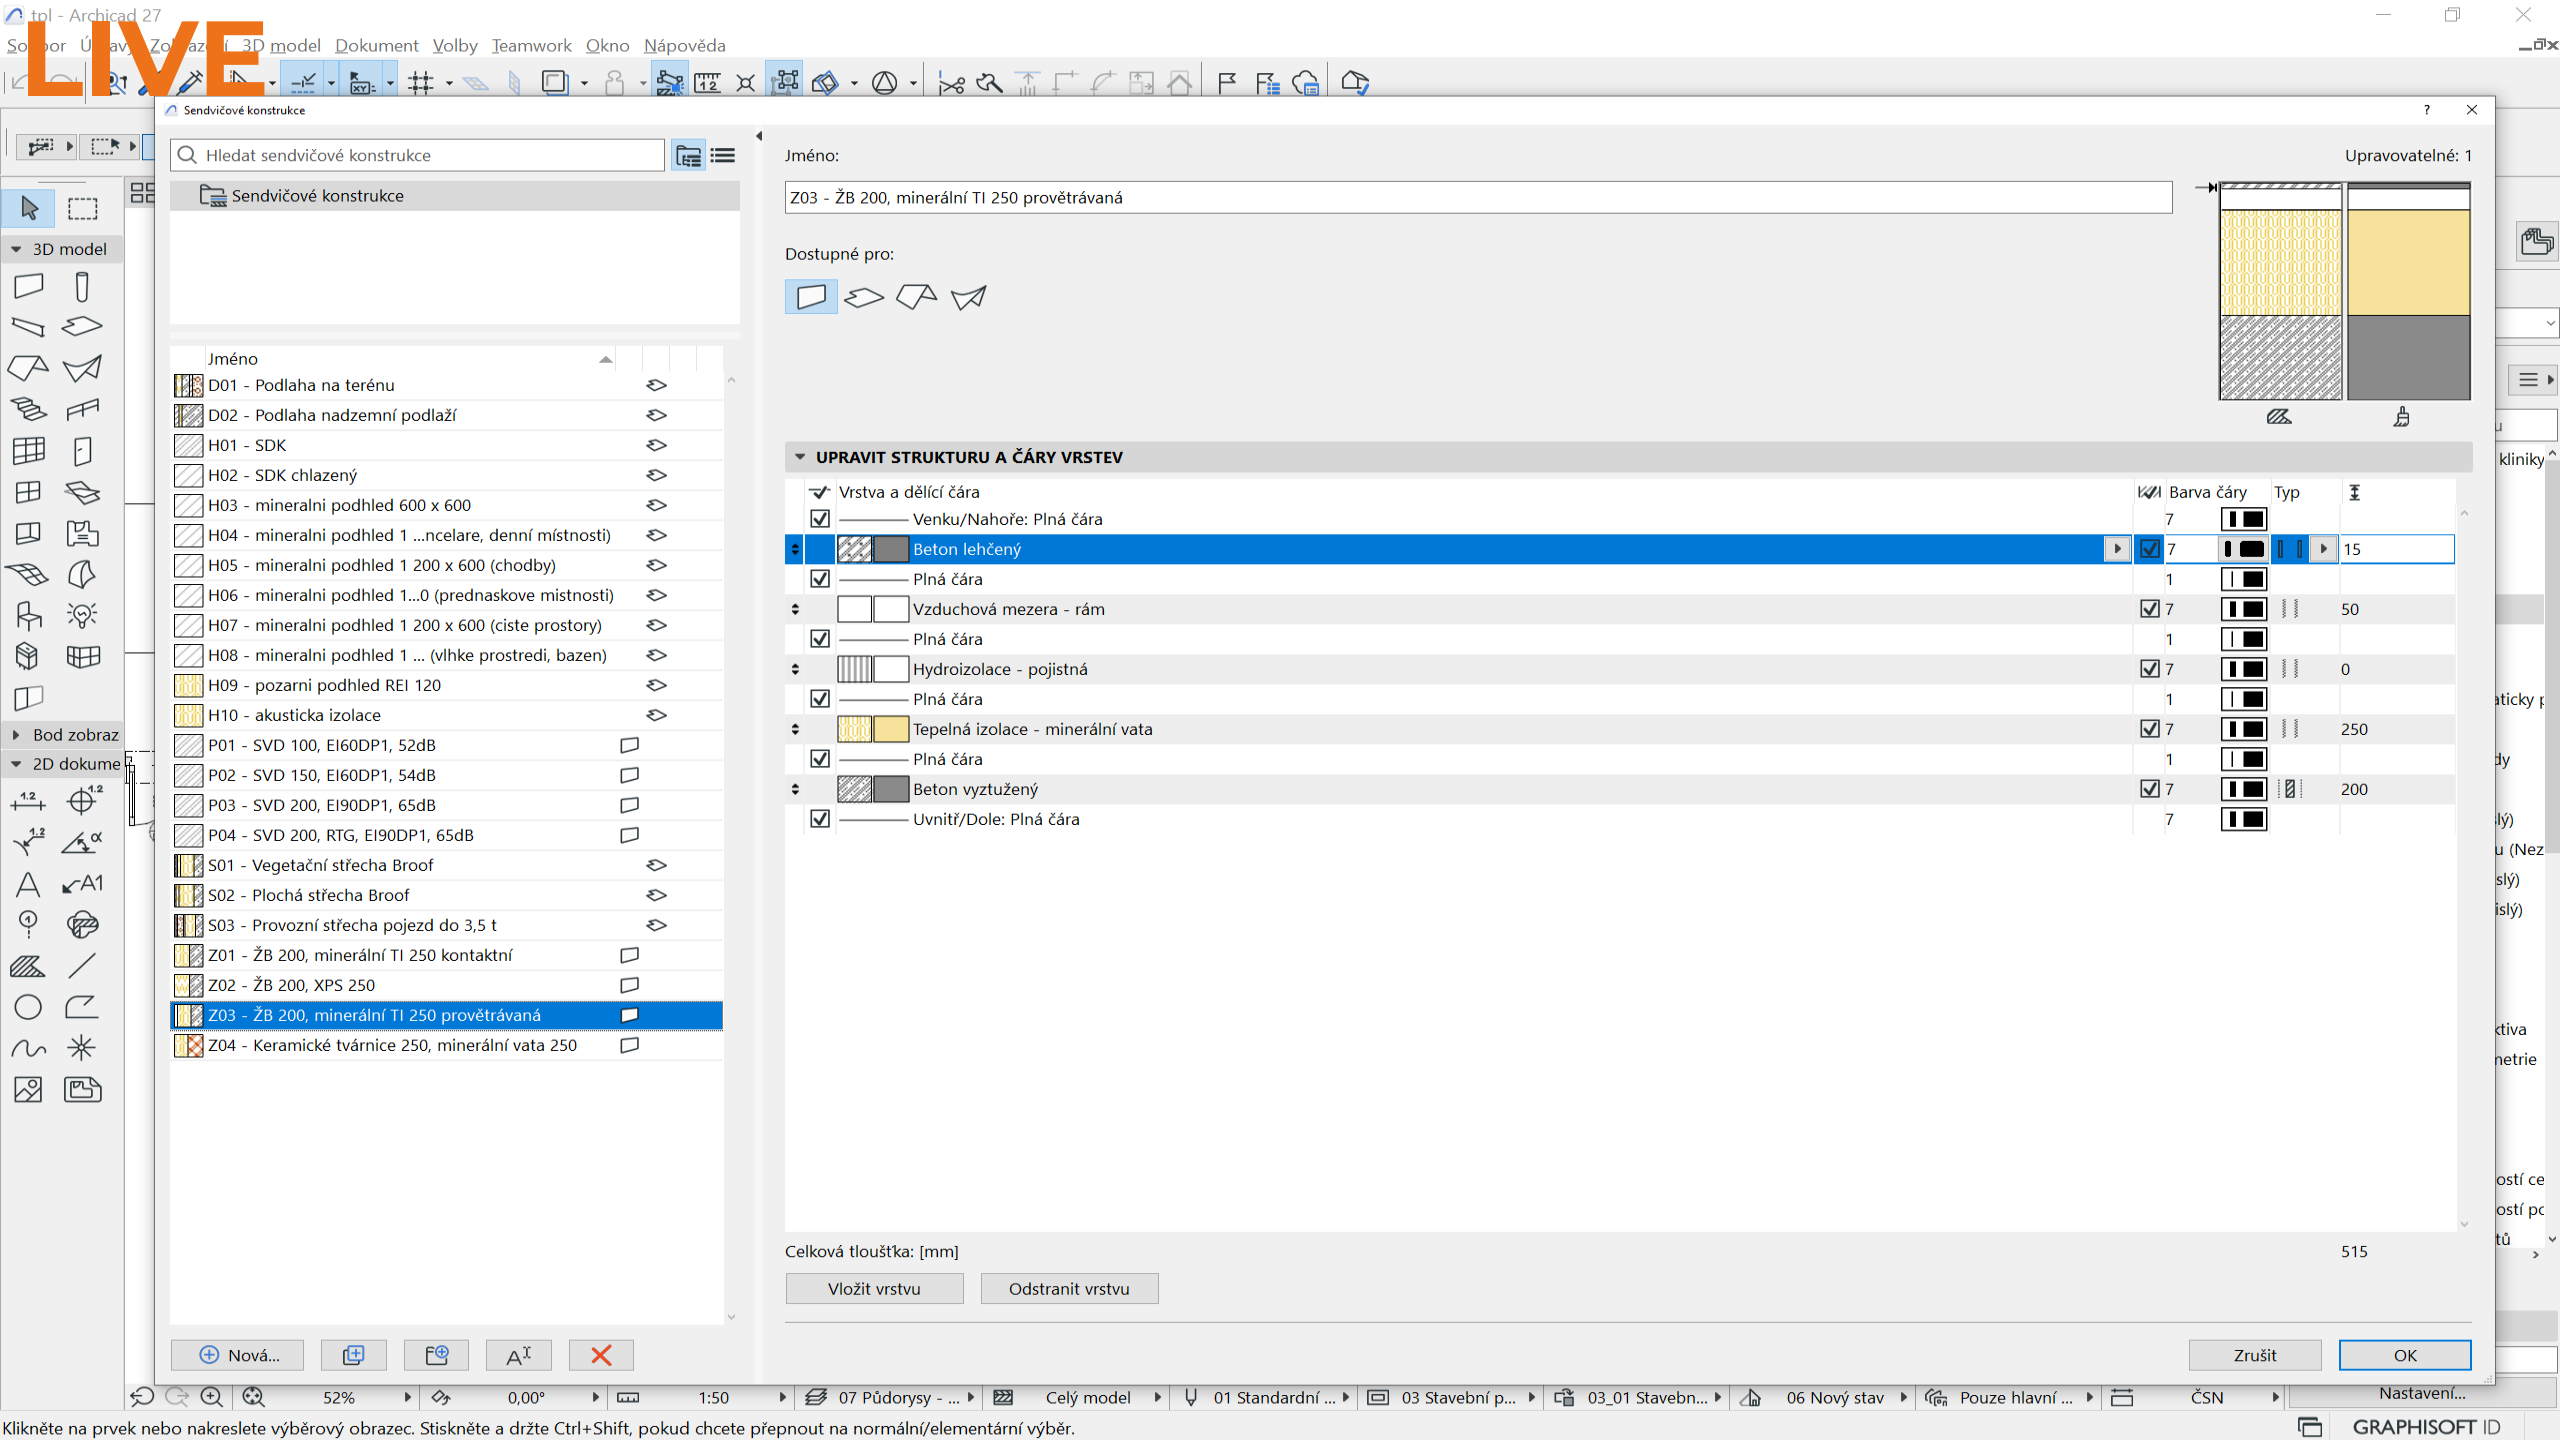 tpl - Archicad 27
LIVE
3D model Dokument Volby Teamwork Okno Nápověda
Sendvičové konstrukce
Hledat sendvičové konstrukce
Sendvičové konstrukce
3D model
Bod zobraz
2D dokume
Jméno
D01 - Podlaha na terénu
D02 - Podlaha nadzemní podlaží
H01 - SDK
H02 - SDK chlazený
H03 - mineralni podhled 600 x 600
H04 - mineralni podhled 1 ...ncelare, denní místnosti)
H05 - mineralni podhled 1 200 x 600 (chodby)
H06 - mineralni podhled 1...0 (prednaskove mistnosti)
H07 - mineralni podhled 1 200 x 600 (ciste prostory)
H08 - mineralni podhled 1 ... (vlhke prostredi, bazen)
H09 - pozarni podhled REI 120
H10 - akusticka izolace
P01 - SVD 100, EI60DP1, 52dB
P02 - SVD 150, EI60DP1, 54dB
P03 - SVD 200, EI90DP1, 65dB
P04 - SVD 200, RTG, EI90DP1, 65dB
S01 - Vegetační střecha Broof
S02 - Plochá střecha Broof
S03 - Provozní střecha pojezd do 3,5 t
Z01 - ŽB 200, minerální TI 250 kontaktní
Z02 - ŽB 200, XPS 250
Z03 - ŽB 200, minerální TI 250 provětrávaná
Z04 - Keramické tvárnice 250, minerální vata 250
Nová...
Jméno:
Upravovatelné: 1
Z03 - ŽB 200, minerální TI 250 provětrávaná
Dostupné pro:
UPRAVIT STRUKTURU A ČÁRY VRSTEV
Vrstva a dělící čára Barva čáry Typ
Venku/Nahoře: Plná čára 7
Beton lehčený 7 15
Plná čára 1
Vzduchová mezera - rám 7 50
Plná čára 1
Hydroizolace - pojistná 7 0
Plná čára 1
Tepelná izolace - minerální vata 7 250
Plná čára 1
Beton vyztužený 7 200
Uvnitř/Dole: Plná čára 7
Celková tloušťka: [mm] 515
Vložit vrstvu Odstranit vrstvu
Zrušit OK
kliniky
52% 0,00° 1:50 07 Půdorysy - ... Celý model 01 Standardní ... 03 Stavební p... 03_01 Stavebn... 06 Nový stav Pouze hlavní ... ČSN Nastavení...
Klikněte na prvek nebo nakreslete výběrový obrazec. Stiskněte a držte Ctrl+Shift, pokud chcete přepnout na normální/elementární výběr.
GRAPHISOFT ID